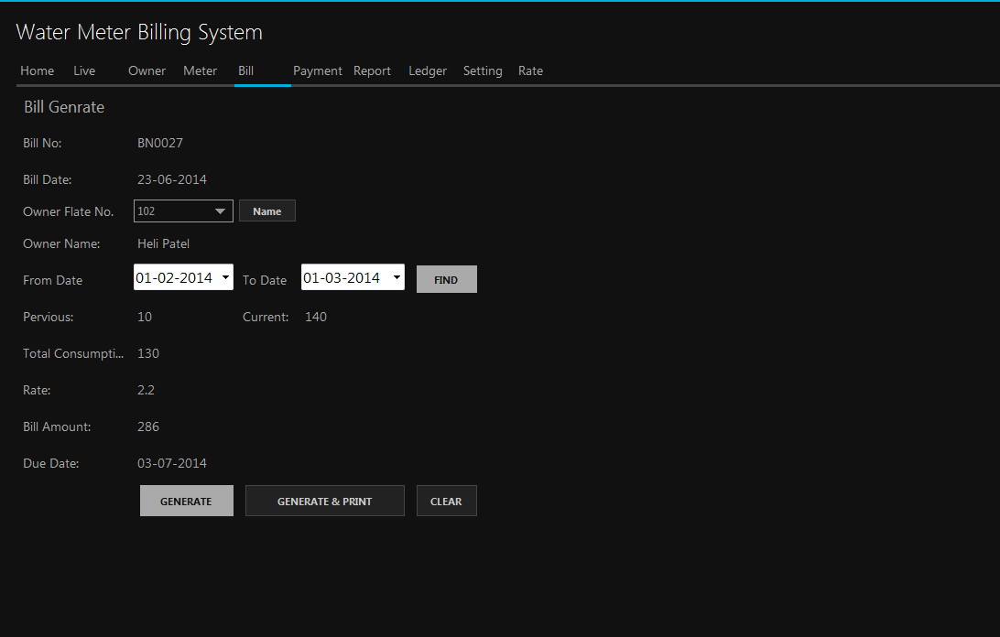 Water Meter Billing System
Home Live Owner Meter Bill Payment Report Ledger Setting Rate
Bill Genrate
Bill No: BN0027
Bill Date: 23-06-2014
Owner Flate No. 102 Name
Owner Name: Heli Patel
From Date 01-02-2014 To Date 01-03-2014 FIND
Pervious: 10 Current: 140
Total Consumpti... 130
Rate: 2.2
Bill Amount: 286
Due Date: 03-07-2014
GENERATE GENERATE & PRINT CLEAR